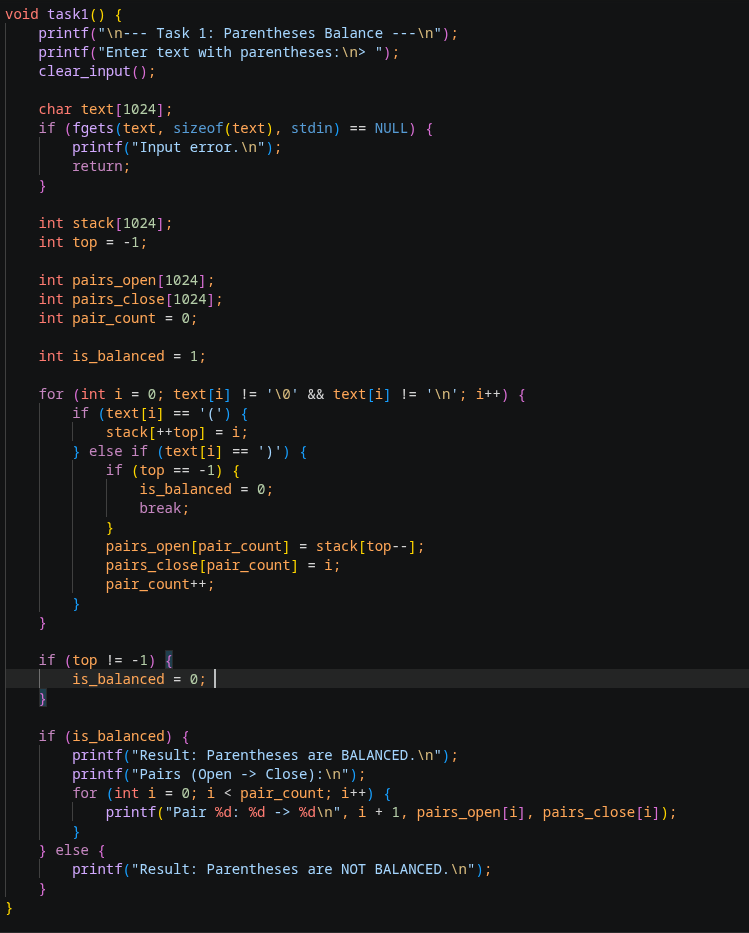 void task1() {
    printf("\n--- Task 1: Parentheses Balance ---\n");
    printf("Enter text with parentheses:\n> ");
    clear_input();

    char text[1024];
    if (fgets(text, sizeof(text), stdin) == NULL) {
        printf("Input error.\n");
        return;
    }

    int stack[1024];
    int top = -1;

    int pairs_open[1024];
    int pairs_close[1024];
    int pair_count = 0;

    int is_balanced = 1;

    for (int i = 0; text[i] != '\0' && text[i] != '\n'; i++) {
        if (text[i] == '(') {
            stack[++top] = i;
        } else if (text[i] == ')') {
            if (top == -1) {
                is_balanced = 0;
                break;
            }
            pairs_open[pair_count] = stack[top--];
            pairs_close[pair_count] = i;
            pair_count++;
        }
    }

    if (top != -1) {
        is_balanced = 0;
    }

    if (is_balanced) {
        printf("Result: Parentheses are BALANCED.\n");
        printf("Pairs (Open -> Close):\n");
        for (int i = 0; i < pair_count; i++) {
            printf("Pair %d: %d -> %d\n", i + 1, pairs_open[i], pairs_close[i]);
        }
    } else {
        printf("Result: Parentheses are NOT BALANCED.\n");
    }
}